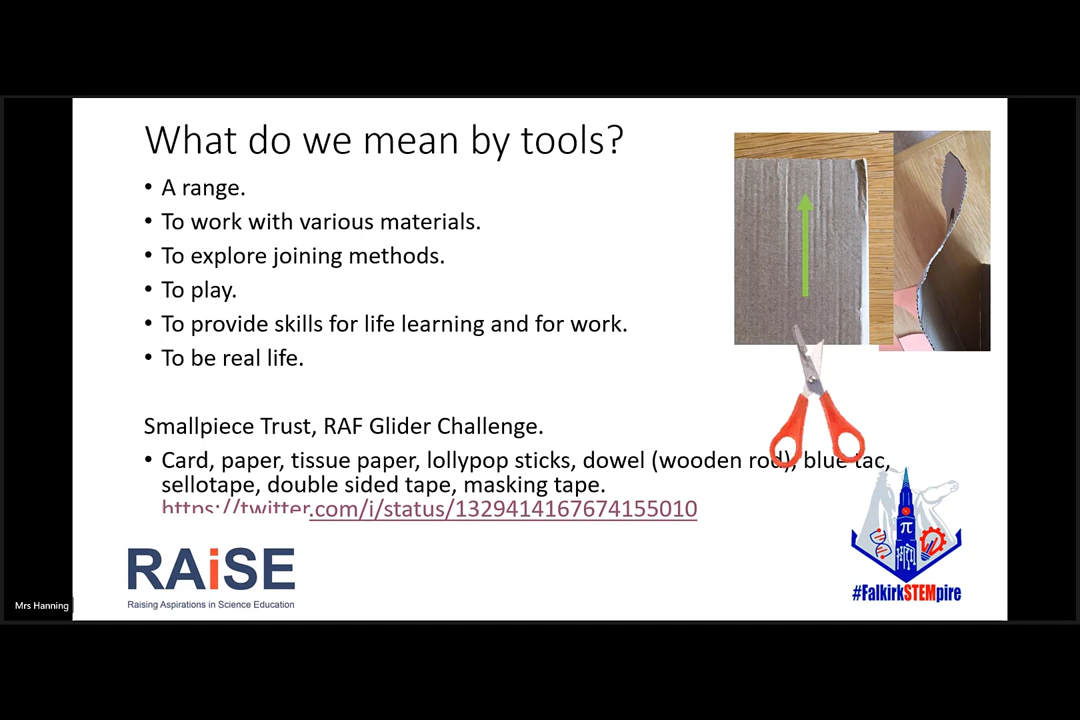 What do we mean by tools?
• A range.
• To work with various materials.
• To explore joining methods.
• To play.
• To provide skills for life learning and for work.
• To be real life.
Smallpiece Trust, RAF Glider Challenge.
• Card, paper, tissue paper, lollypop sticks, dowel (wooden rod), blue tac,
sellotape, double sided tape, masking tape.
https://twitter.com/i/status/1329414167674155010
RAiSE
Raising Aspirations in Science Education
π
#FalkirkSTEMpire
Mrs Hanning